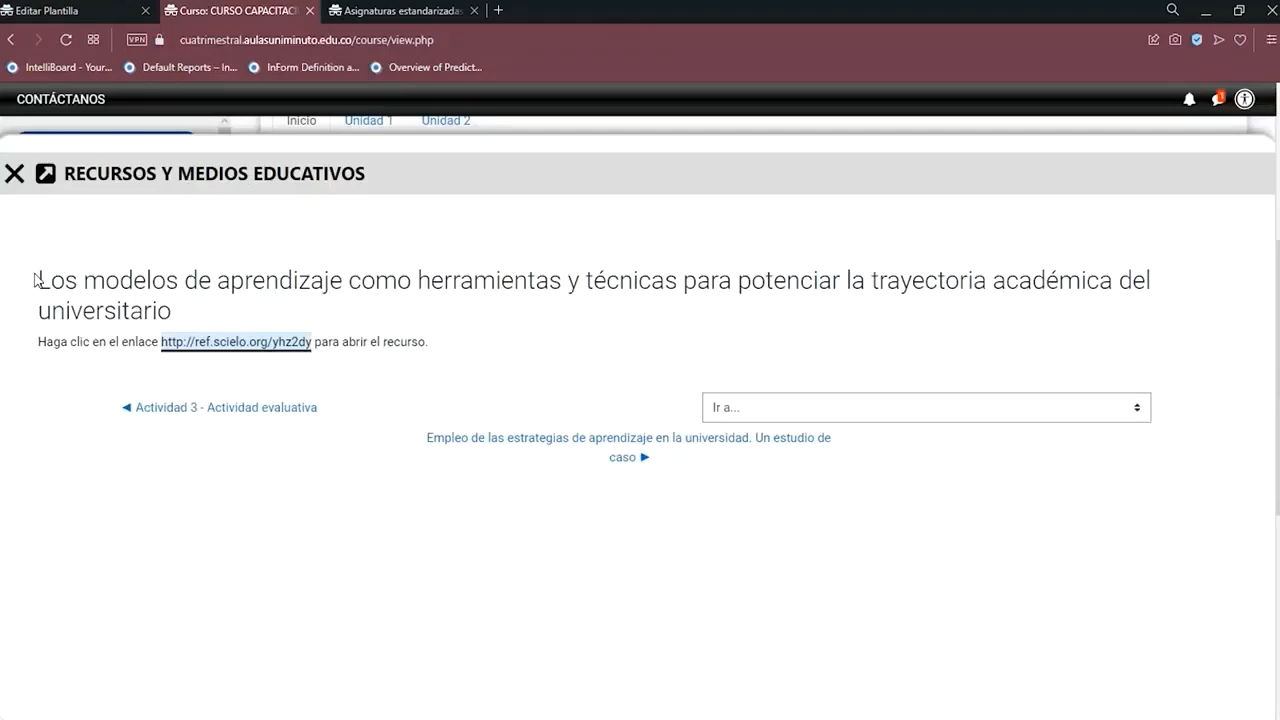 Editar Plantilla
Curso: CURSO CAPACITACI
Asignaturas estandarizadas
VPN
cuatrimestral.aulasuniminuto.edu.co/course/view.php
IntelliBoard - Your...
Default Reports – In...
InForm Definition a...
Overview of Predict...
CONTÁCTANOS
Inicio
Unidad 1
Unidad 2
RECURSOS Y MEDIOS EDUCATIVOS
Los modelos de aprendizaje como herramientas y técnicas para potenciar la trayectoria académica del
universitario
Haga clic en el enlace http://ref.scielo.org/yhz2dy para abrir el recurso.
◀ Actividad 3 - Actividad evaluativa
Ir a...
Empleo de las estrategias de aprendizaje en la universidad. Un estudio de
caso ▶